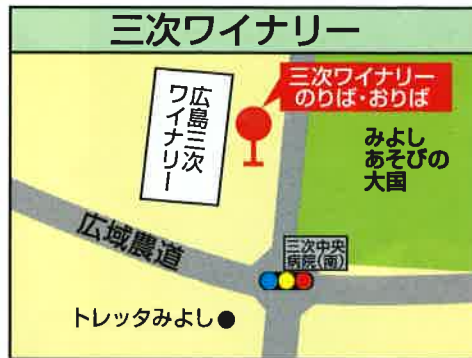 三次ワイナリー
三次ワイナリー
のりば・おりば
広島三次
ワイナリー
みよし
あそびの
大国
広域農道
三次中央
病院(南)
トレッタみよし●